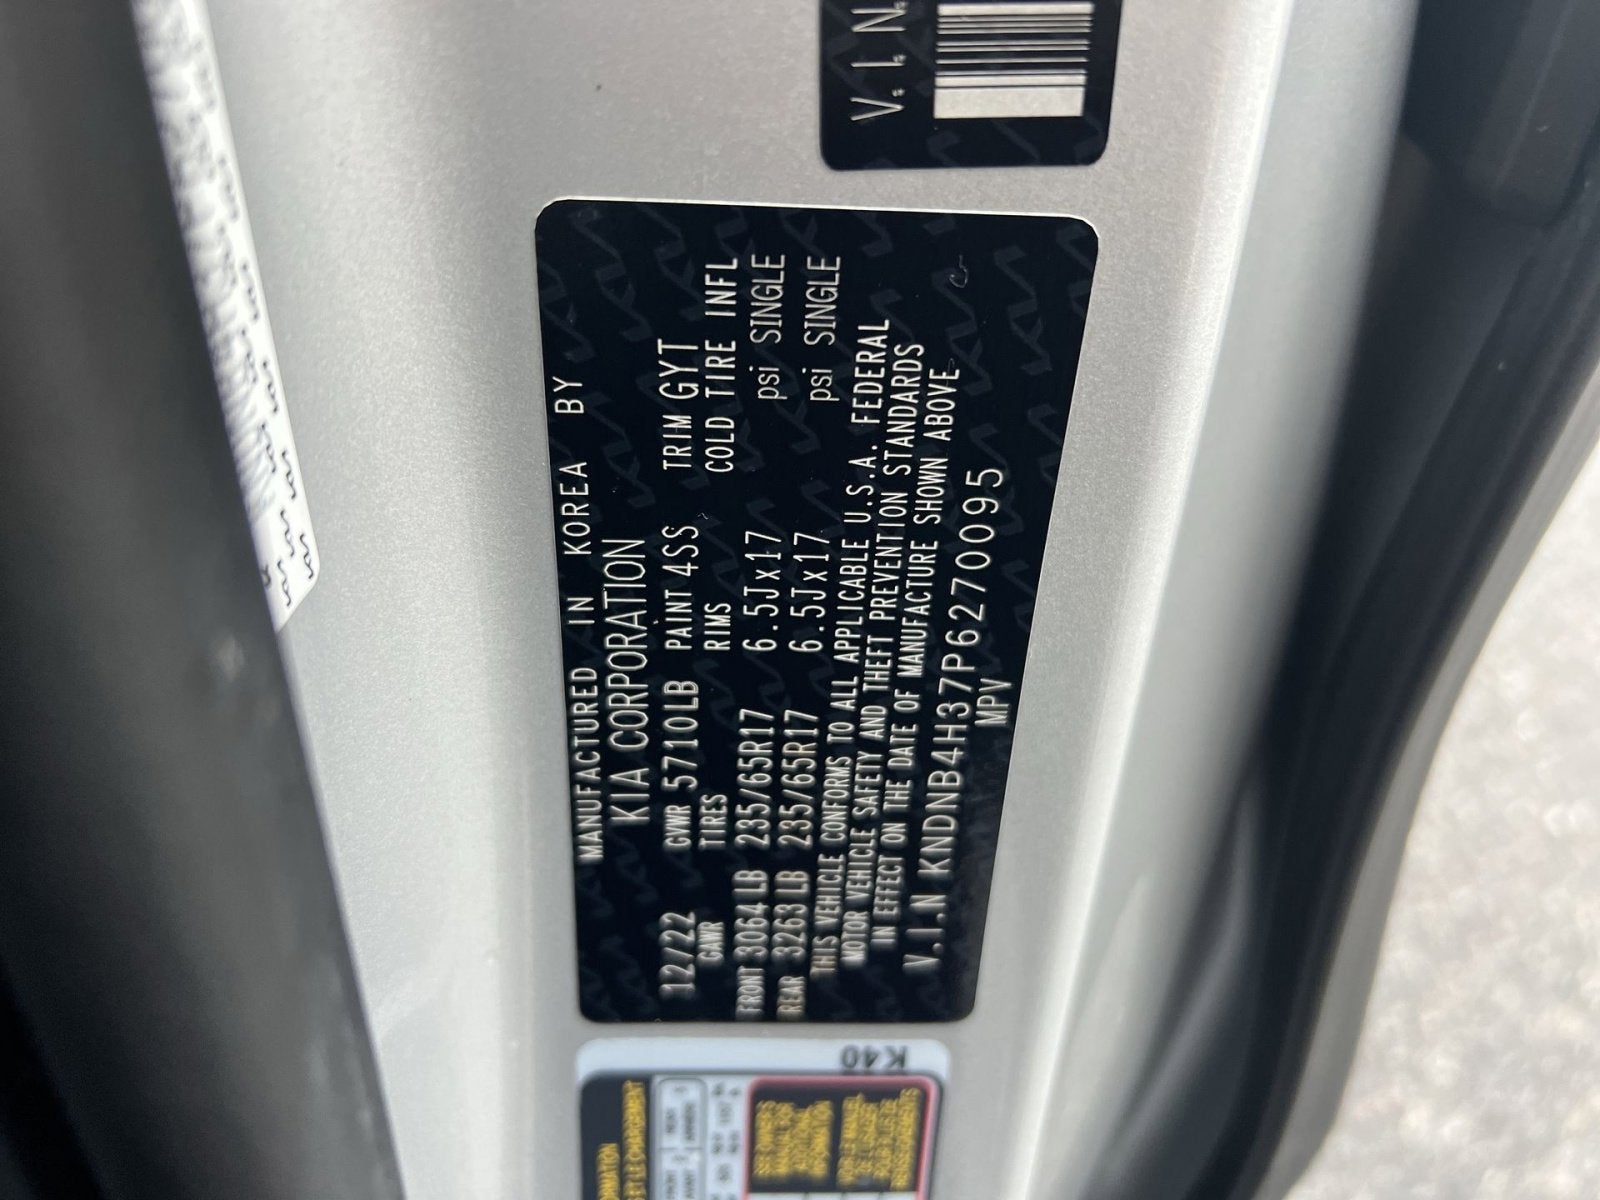 V.I.N.
MANUFACTURED IN KOREA BY
KIA CORPORATION
12/22 GVWR 5710LB PAINT 4SS TRIM GYT
GAWR TIRES RIMS COLD TIRE INFL
FRONT 3064LB 235/65R17 6.5Jx17 psi SINGLE
REAR 3263LB 235/65R17 6.5Jx17 psi SINGLE
THIS VEHICLE CONFORMS TO ALL APPLICABLE U.S.A. FEDERAL
MOTOR VEHICLE SAFETY AND THEFT PREVENTION STANDARDS
IN EFFECT ON THE DATE OF MANUFACTURE SHOWN ABOVE
V.I.N KNDNB4H37P6270095
MPV
K40